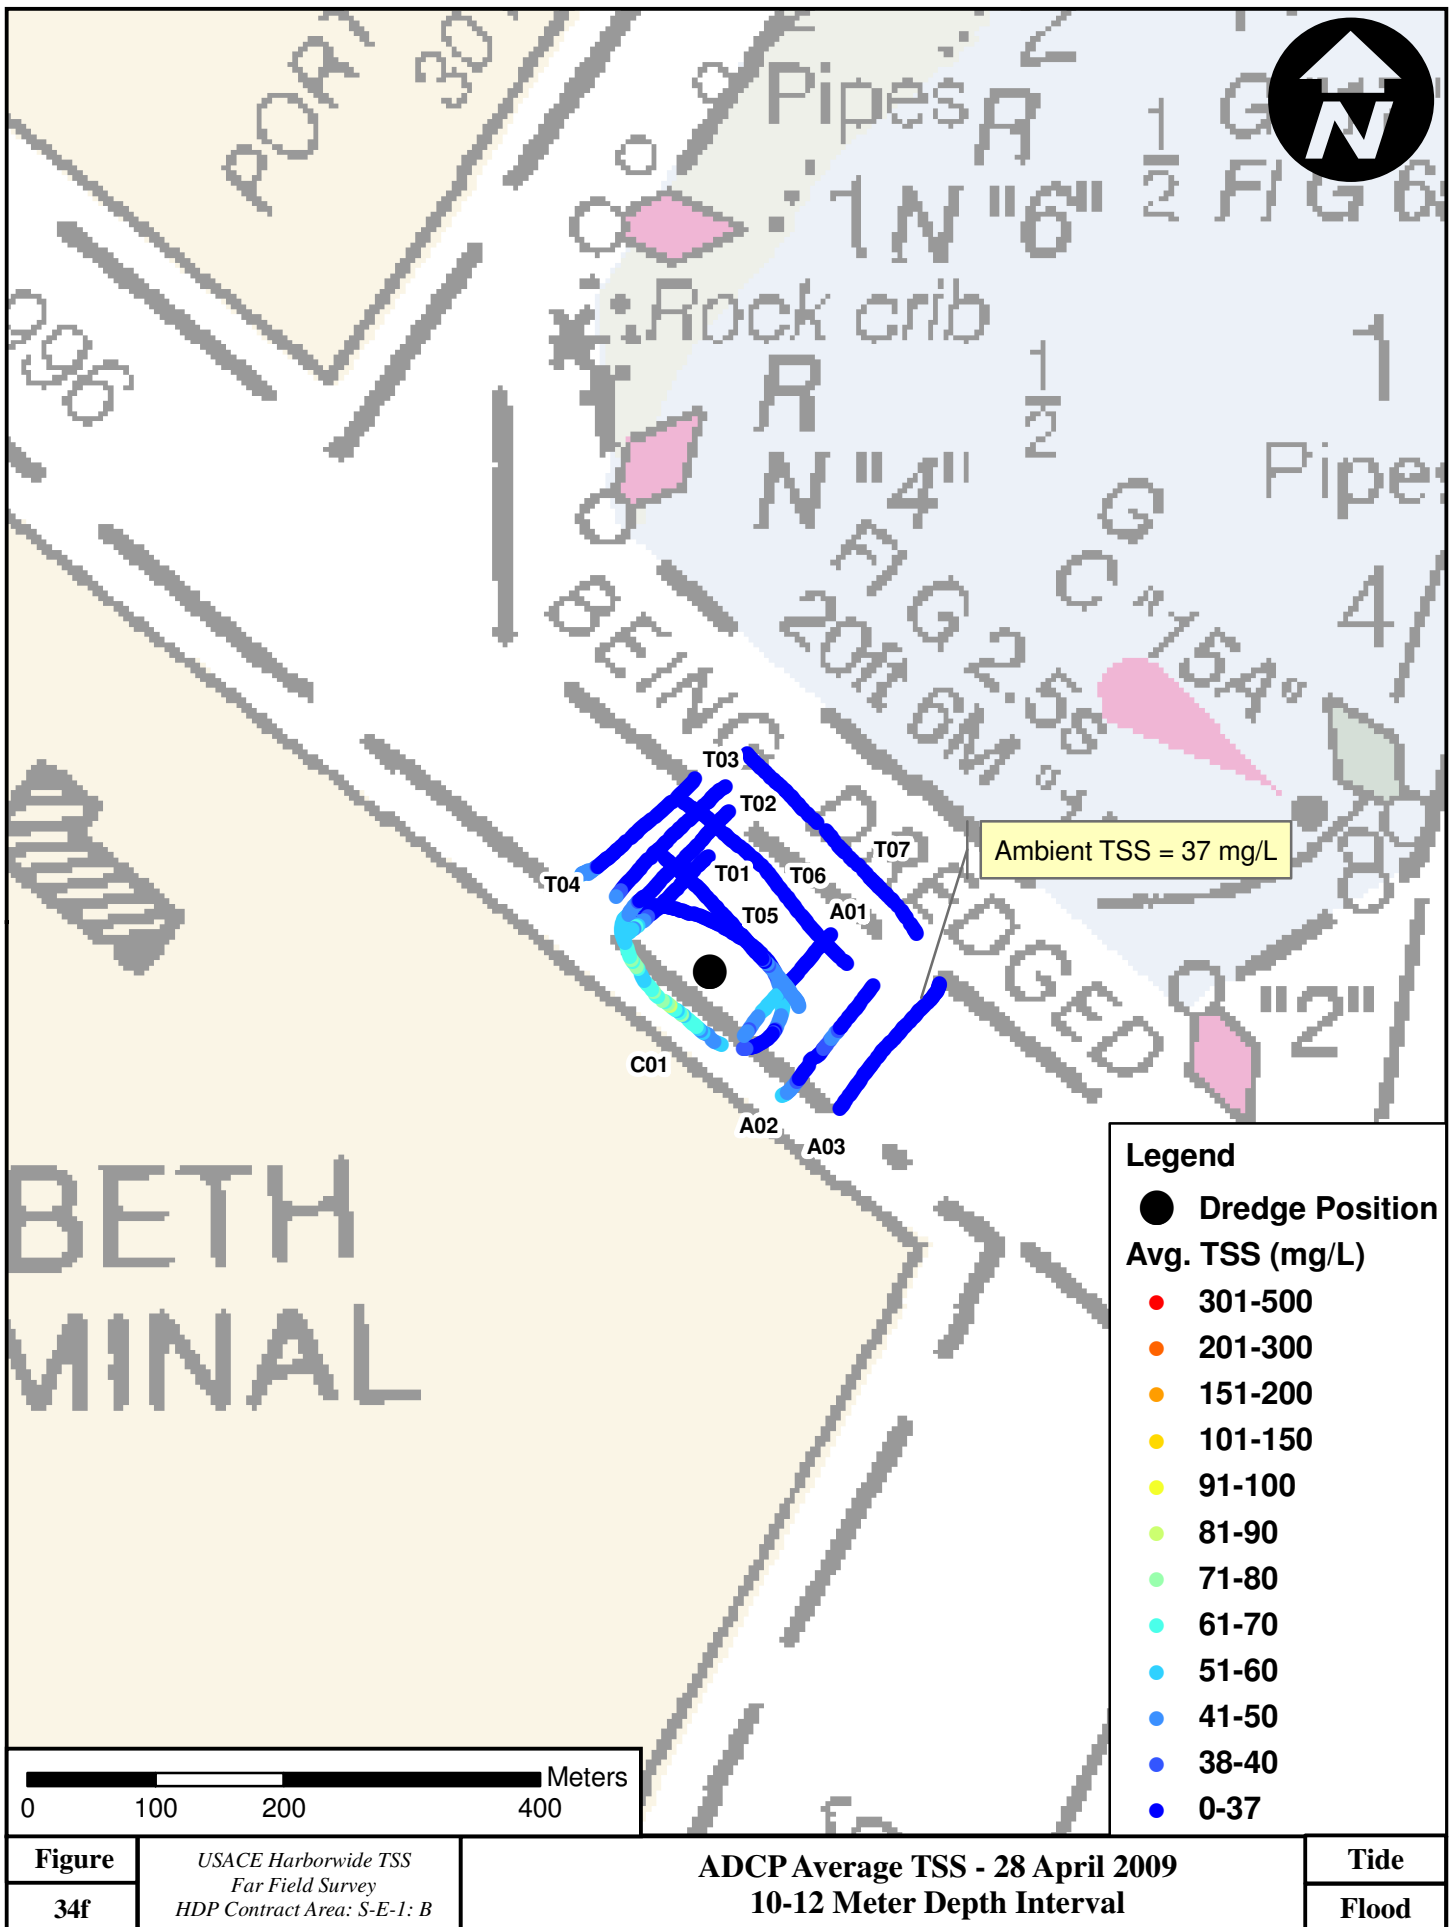 PORT
30
Pipes
R
1/2
2
G
Fl G 6s
N
1 N "6"
Rock crib
R
1/2
1
996
N "4"
Pipes
G
C "15A"
Fl G 2.5s
20ft 6M
4
BEING DREDGED
8
"2"
T03
T02
T01
T04
T05
T06
T07
A01
Ambient TSS = 37 mg/L
C01
A02
A03
BETH
MINAL
Legend
Dredge Position
Avg. TSS (mg/L)
301-500
201-300
151-200
101-150
91-100
81-90
71-80
61-70
51-60
41-50
38-40
0-37
Meters
0 100 200 400
Figure
34f
USACE Harborwide TSS
Far Field Survey
HDP Contract Area: S-E-1: B
ADCP Average TSS - 28 April 2009
10-12 Meter Depth Interval
Tide
Flood